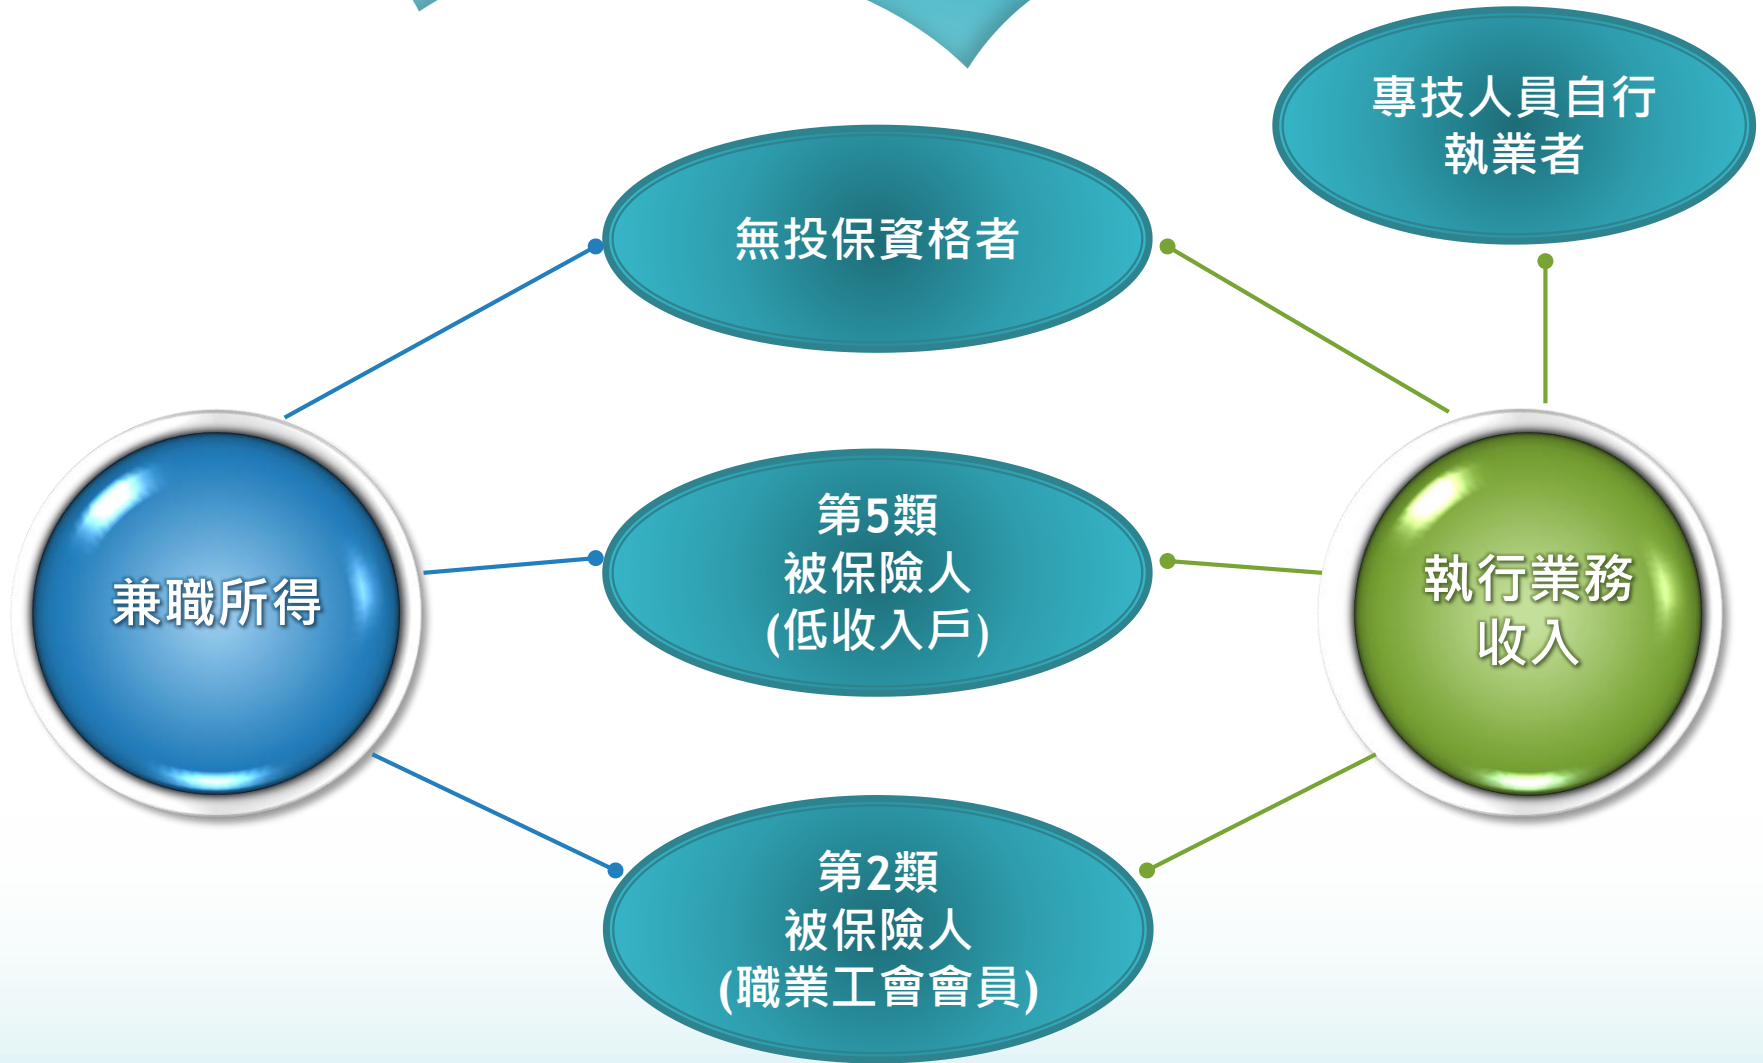 專技人員自行
執業者
無投保資格者
第5類
被保險人
(低收入戶)
兼職所得
執行業務
收入
第2類
被保險人
(職業工會會員)